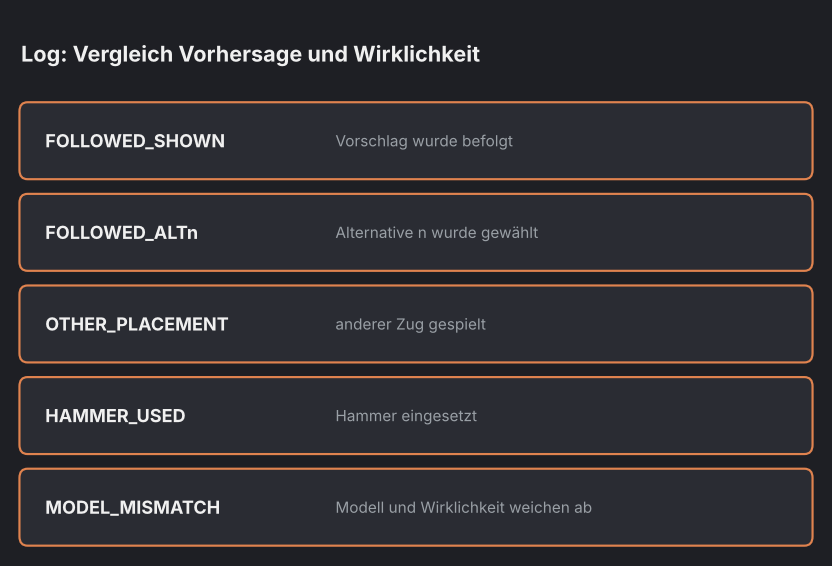 Log: Vergleich Vorhersage und Wirklichkeit
FOLLOWED_SHOWN Vorschlag wurde befolgt
FOLLOWED_ALTn Alternative n wurde gewählt
OTHER_PLACEMENT anderer Zug gespielt
HAMMER_USED Hammer eingesetzt
MODEL_MISMATCH Modell und Wirklichkeit weichen ab